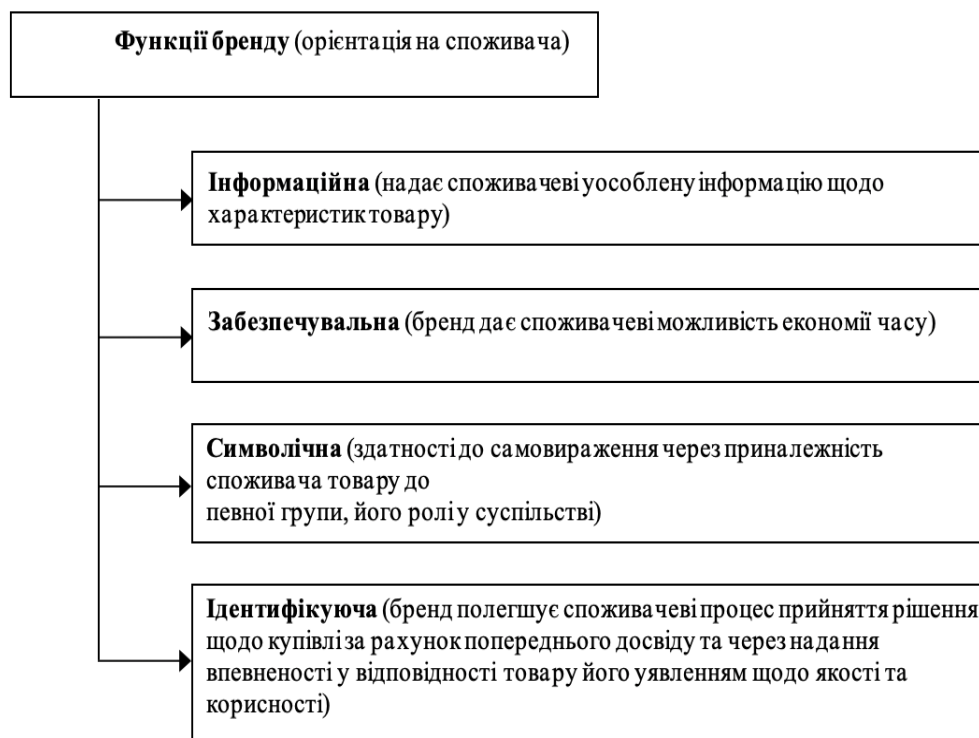 Функції бренду (орієнтація на споживача)
Інформаційна (надає споживачеві уособлену інформацію щодо
характеристик товару)
Забезпечувальна (бренд дає споживачеві можливість економії часу)
Символічна (здатності до самовираження через приналежність
споживача товару до
певної групи, його ролі у суспільстві)
Ідентифікуюча (бренд полегшує споживачеві процес прийняття рішення
щодо купівлі за рахунок попереднього досвіду та через надання
впевненості у відповідності товару його уявленням щодо якості та
корисності)